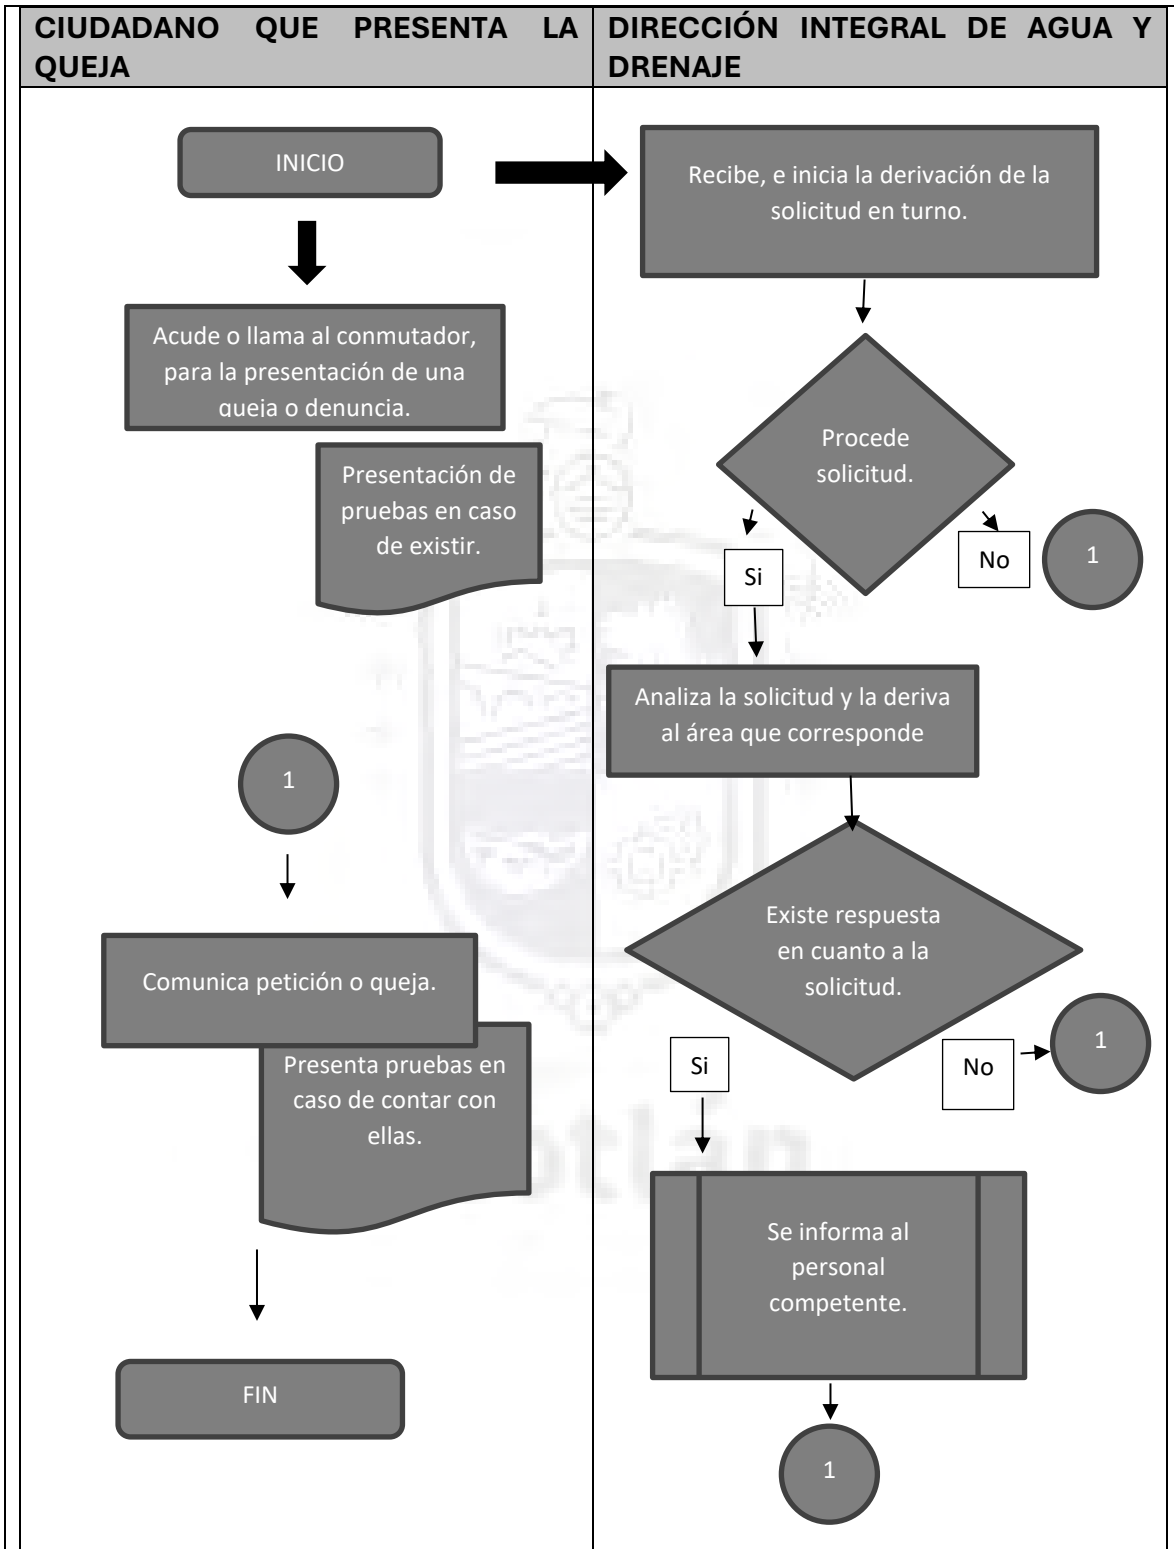 CIUDADANO QUE PRESENTA LA
QUEJA
INICIO
Acude o llama al conmutador,
para la presentación de una
queja o denuncia.
Presentación de
pruebas en caso
de existir.
1
Comunica petición o queja.
Presenta pruebas en
caso de contar con
ellas.
FIN
DIRECCIÓN INTEGRAL DE AGUA Y
DRENAJE
Recibe, e inicia la derivación de la
solicitud en turno.
Procede
solicitud.
Si
No
1
Analiza la solicitud y la deriva
al área que corresponde
Existe respuesta
en cuanto a la
solicitud.
Si
No
1
Se informa al
personal
competente.
1